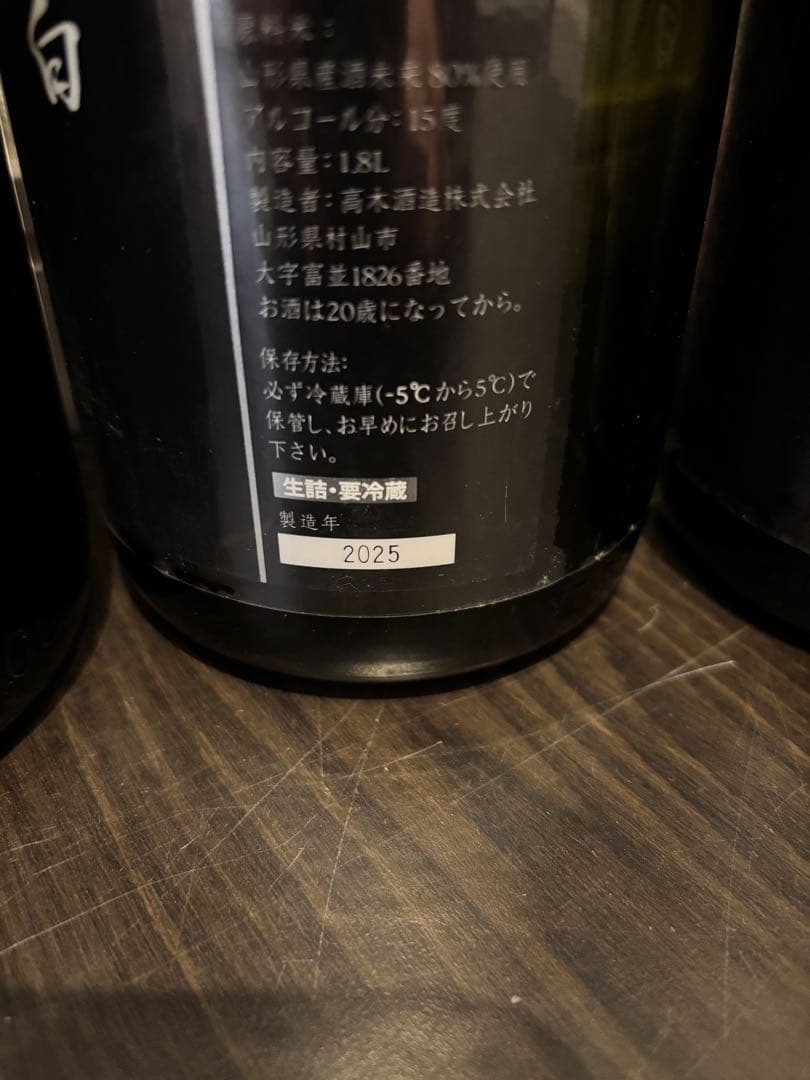 白
原料米：
山形県産酒未来80%使用
アルコール分：15度
内容量：1.8L
製造者：高木酒造株式会社
山形県村山市
大字富並1826番地
お酒は20歳になってから。
保存方法:
必ず冷蔵庫(-5℃から5℃)で
保管し、お早めにお召し上がり
下さい。
生詰・要冷蔵
製造年
2025